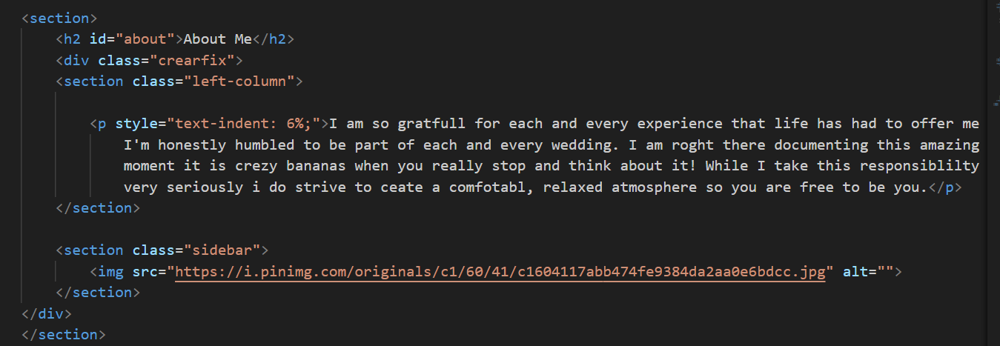 <section>
<h2 id="about">About Me</h2>
<div class="crearfix">
<section class="left-column">
<p style="text-indent: 6%;">I am so gratfull for each and every experience that life has had to offer me
I'm honestly humbled to be part of each and every wedding. I am roght there documenting this amazing
moment it is crezy bananas when you really stop and think about it! While I take this responsiblilty
very seriously i do strive to ceate a comfotabl, relaxed atmosphere so you are free to be you.</p>
</section>
<section class="sidebar">
<img src="https://i.pinimg.com/originals/c1/60/41/c1604117abb474fe9384da2aa0e6bdcc.jpg" alt="">
</section>
</div>
</section>